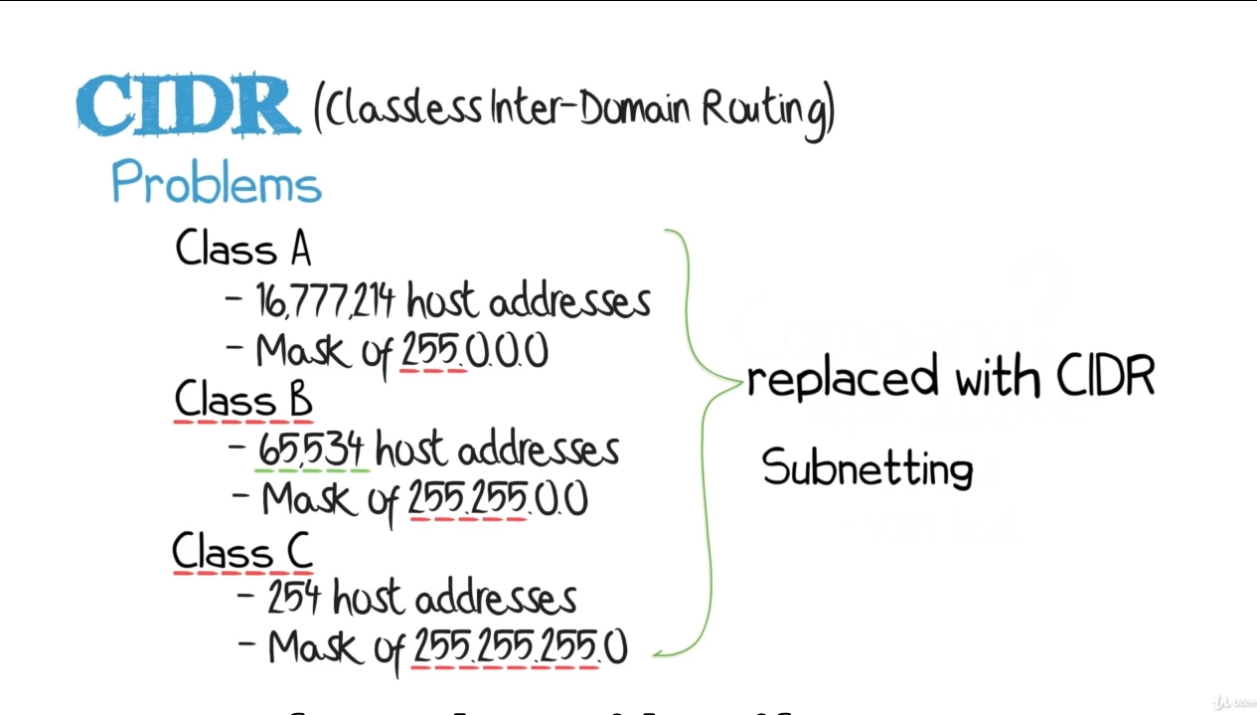 CIDR (Classless Inter-Domain Routing)
Problems
Class A
- 16,777,214 host addresses
- Mask of 255.0.0.0
Class B
- 65,534 host addresses
- Mask of 255.255.0.0
Class C
- 254 host addresses
- Mask of 255.255.255.0
replaced with CIDR
Subnetting